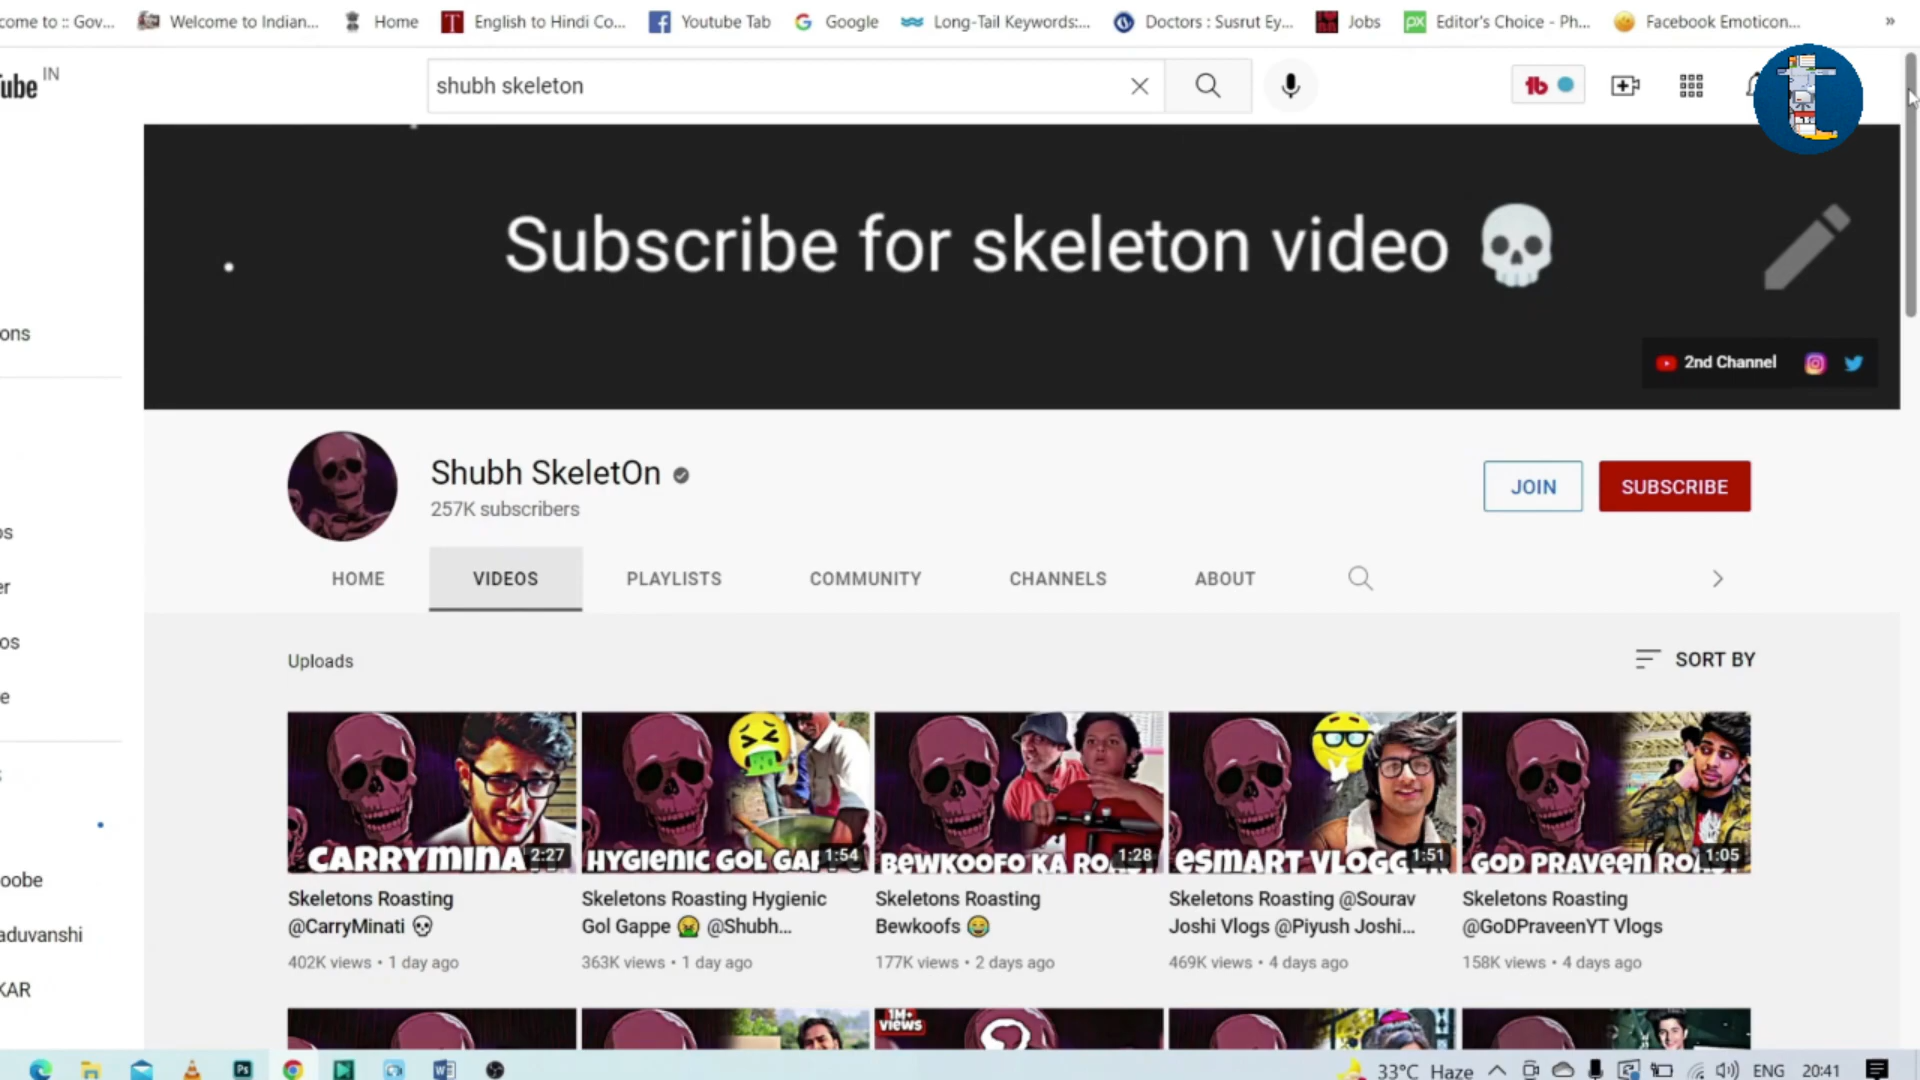 come to :: Gov... Welcome to Indian... Home English to Hindi Co... Youtube Tab Google Long-Tail Keywords:... Doctors : Susrut Ey... Jobs Editor's Choice - Ph... Facebook Emoticon... »
ube IN
shubh skeleton
Subscribe for skeleton video
2nd Channel
ons
Shubh SkeletOn
257K subscribers
JOIN SUBSCRIBE
os
HOME VIDEOS PLAYLISTS COMMUNITY CHANNELS ABOUT
er
os
Uploads SORT BY
e
CARRYMINA 2:27
HYGIENIC GOL GAP 1:54
BEWKOOFO KA RO 1:28
ESMART VLOGGE 1:51
GOD PRAVEEN RO 1:05
Skeletons Roasting
@CarryMinati
402K views • 1 day ago
Skeletons Roasting Hygienic
Gol Gappe @Shubh...
363K views • 1 day ago
Skeletons Roasting
Bewkoofs
177K views • 2 days ago
Skeletons Roasting @Sourav
Joshi Vlogs @Piyush Joshi...
469K views • 4 days ago
Skeletons Roasting
@GoDPraveenYT Vlogs
158K views • 4 days ago
oobe
aduvanshi
KAR
1M+
VIEWS
33°C Haze ENG 20:41